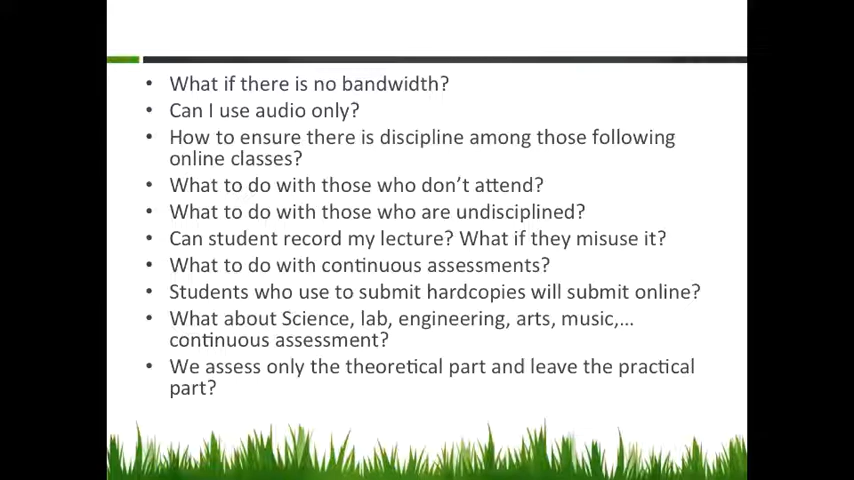 • What if there is no bandwidth?
• Can I use audio only?
• How to ensure there is discipline among those following
online classes?
• What to do with those who don't attend?
• What to do with those who are undisciplined?
• Can student record my lecture? What if they misuse it?
• What to do with continuous assessments?
• Students who use to submit hardcopies will submit online?
• What about Science, lab, engineering, arts, music,...
continuous assessment?
• We assess only the theoretical part and leave the practical
part?